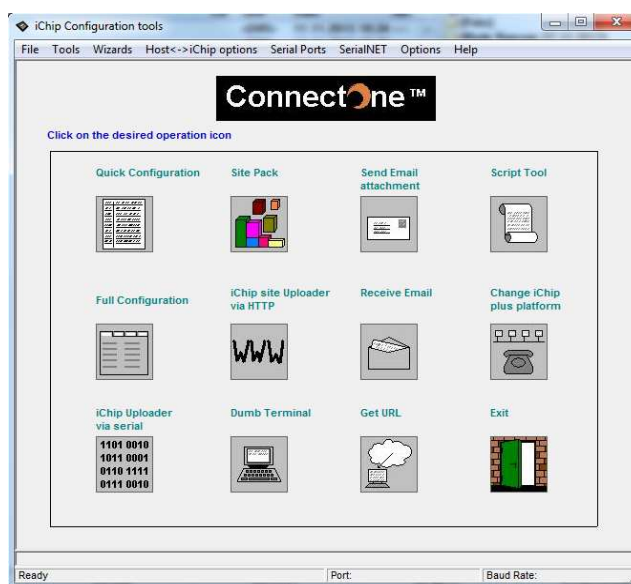 iChip Configuration tools
File Tools Wizards Host<->iChip options Serial Ports SerialNET Options Help
ConnectOne™
Click on the desired operation icon
Quick Configuration
Site Pack
Send Email
attachment
Script Tool
Full Configuration
iChip site Uploader
via HTTP
Receive Email
Change iChip
plus platform
WWW
iChip Uploader
via serial
Dumb Terminal
Get URL
Exit
1101 0010
1011 0001
0110 1111
0111 0010
Ready
Port:
Baud Rate: